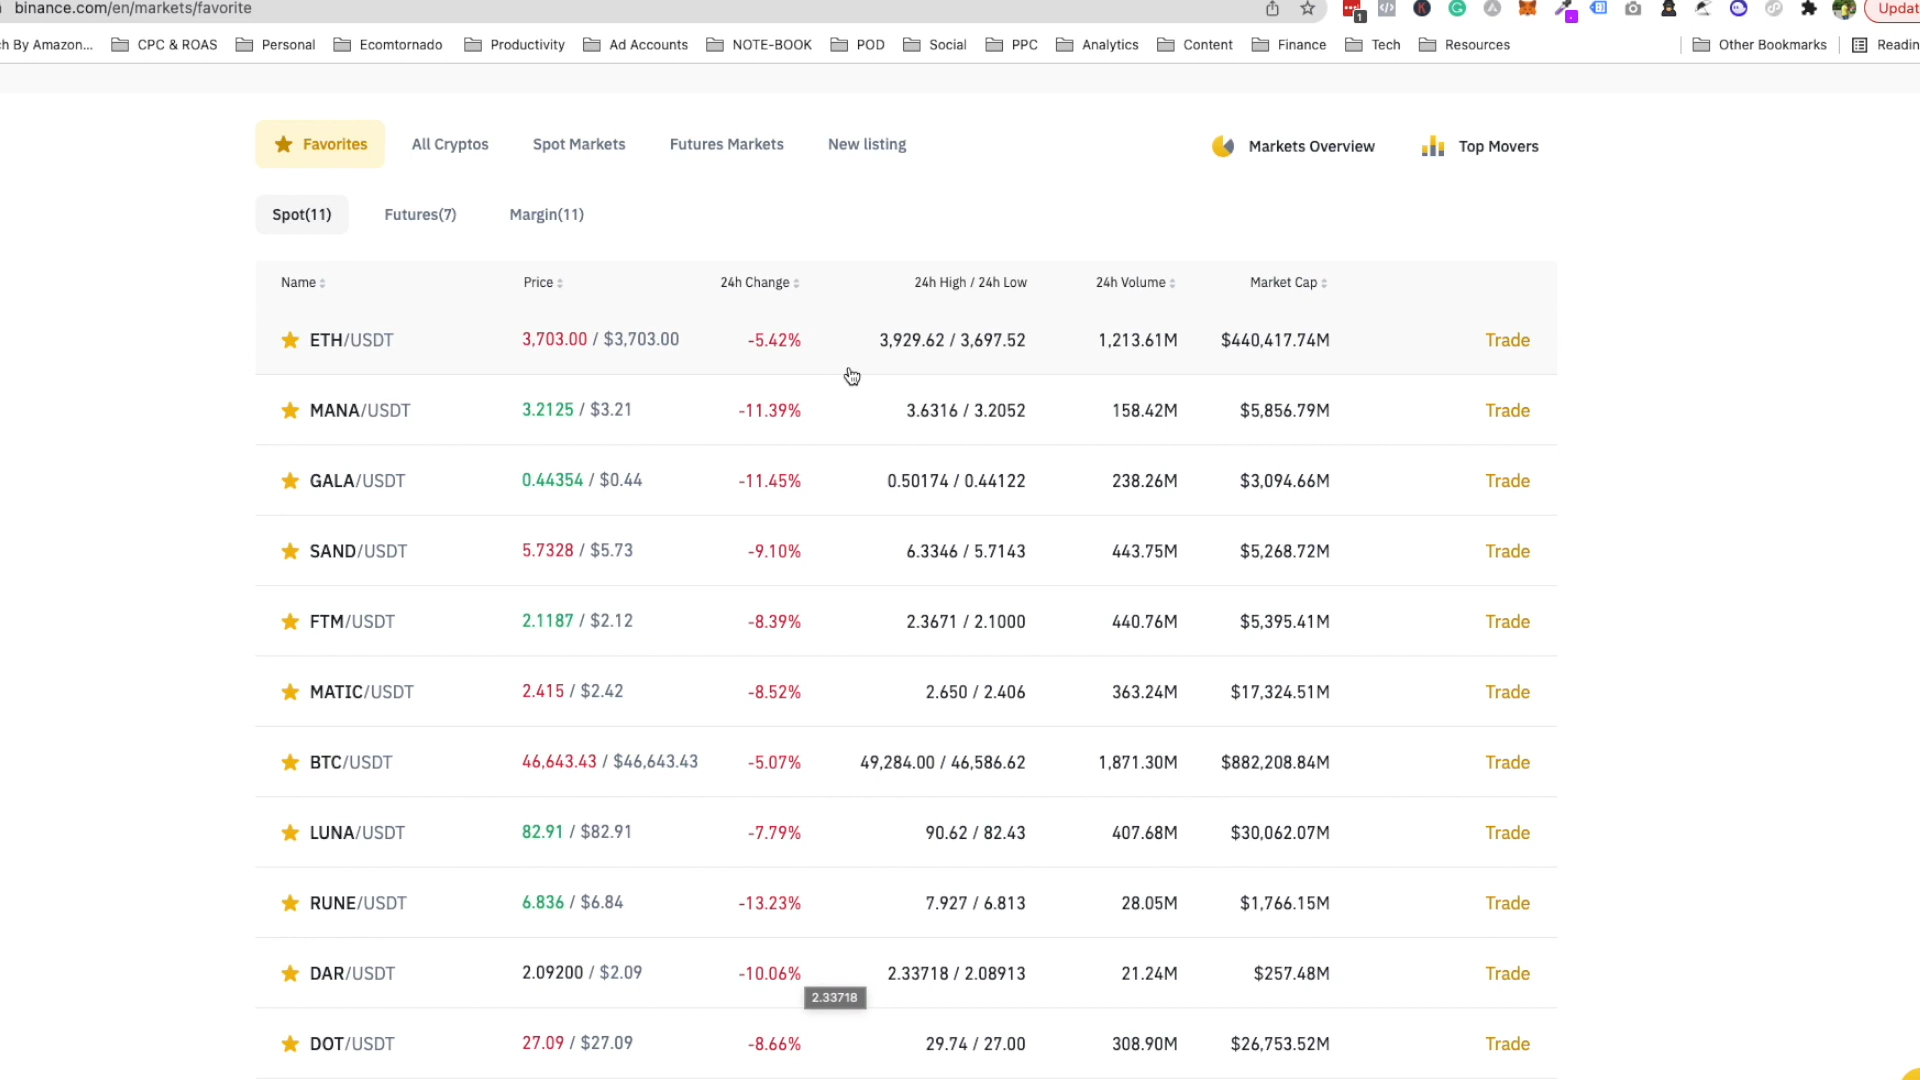 binance.com/en/markets/favorite
1
Updat
ch By Amazon... CPC & ROAS Personal Ecomtornado Productivity Ad Accounts NOTE-BOOK POD Social PPC Analytics Content Finance Tech Resources Other Bookmarks Readin
Favorites All Cryptos Spot Markets Futures Markets New listing Markets Overview Top Movers
Spot(11) Futures(7) Margin(11)
Name Price 24h Change 24h High / 24h Low 24h Volume Market Cap
ETH/USDT 3,703.00 / $3,703.00 -5.42% 3,929.62 / 3,697.52 1,213.61M $440,417.74M Trade
MANA/USDT 3.2125 / $3.21 -11.39% 3.6316 / 3.2052 158.42M $5,856.79M Trade
GALA/USDT 0.44354 / $0.44 -11.45% 0.50174 / 0.44122 238.26M $3,094.66M Trade
SAND/USDT 5.7328 / $5.73 -9.10% 6.3346 / 5.7143 443.75M $5,268.72M Trade
FTM/USDT 2.1187 / $2.12 -8.39% 2.3671 / 2.1000 440.76M $5,395.41M Trade
MATIC/USDT 2.415 / $2.42 -8.52% 2.650 / 2.406 363.24M $17,324.51M Trade
BTC/USDT 46,643.43 / $46,643.43 -5.07% 49,284.00 / 46,586.62 1,871.30M $882,208.84M Trade
LUNA/USDT 82.91 / $82.91 -7.79% 90.62 / 82.43 407.68M $30,062.07M Trade
RUNE/USDT 6.836 / $6.84 -13.23% 7.927 / 6.813 28.05M $1,766.15M Trade
DAR/USDT 2.09200 / $2.09 -10.06% 2.33718 / 2.08913 21.24M $257.48M Trade
2.33718
DOT/USDT 27.09 / $27.09 -8.66% 29.74 / 27.00 308.90M $26,753.52M Trade